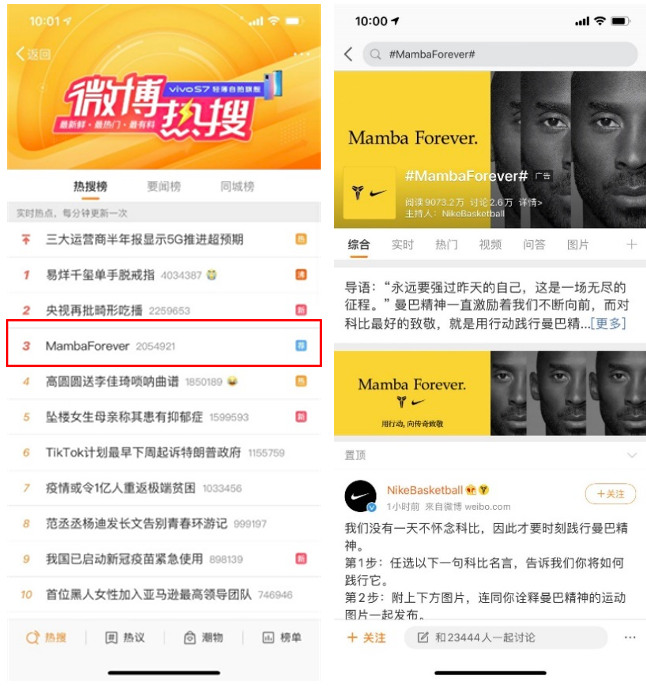 10:01
返回
微博
vivo S7 轻薄自拍旗舰
热搜
最新鲜·最热门·最有料
热搜榜
要闻榜
同城榜
实时热点，每分钟更新一次
三大运营商半年报显示5G推进超预期
热
1 易烊千玺单手脱戒指 4034387
沸
2 央视再批畸形吃播 2259653
新
3 MambaForever 2054921
荐
4 高圆圆送李佳琦唢呐曲谱 1850189
热
5 坠楼女生母亲称其患有抑郁症 1599593
新
6 TikTok计划最早下周起诉特朗普政府 1155759
7 疫情或令1亿人重返极端贫困 1033456
8 范丞丞杨迪发长文告别青春环游记 999197
9 我国已启动新冠疫苗紧急使用 898139
新
10 首位黑人女性加入亚马逊最高领导团队 746946
热搜
热议
潮物
榜单
10:00
#MambaForever#
Mamba Forever.
#MambaForever# 广告
阅读9073.2万 讨论2.6万 详情>
主持人：NikeBasketball
综合
实时
热门
视频
问答
图片
导语：“永远要强过昨天的自己，这是一场无尽的
征程。”曼巴精神一直激励着我们不断向前，而对
科比最好的致敬，就是用行动践行曼巴精...[更多]
Mamba Forever.
用行动，向传奇致敬
置顶
NikeBasketball
＋关注
1小时前 来自微博 weibo.com
我们没有一天不怀念科比，因此才要时刻践行曼巴精
神。
第1步：任选以下一句科比名言，告诉我们你将如何
践行它。
第2步：附上下方图片，连同你诠释曼巴精神的运动
图片一起发布。
＋ 关注
和23444人一起讨论